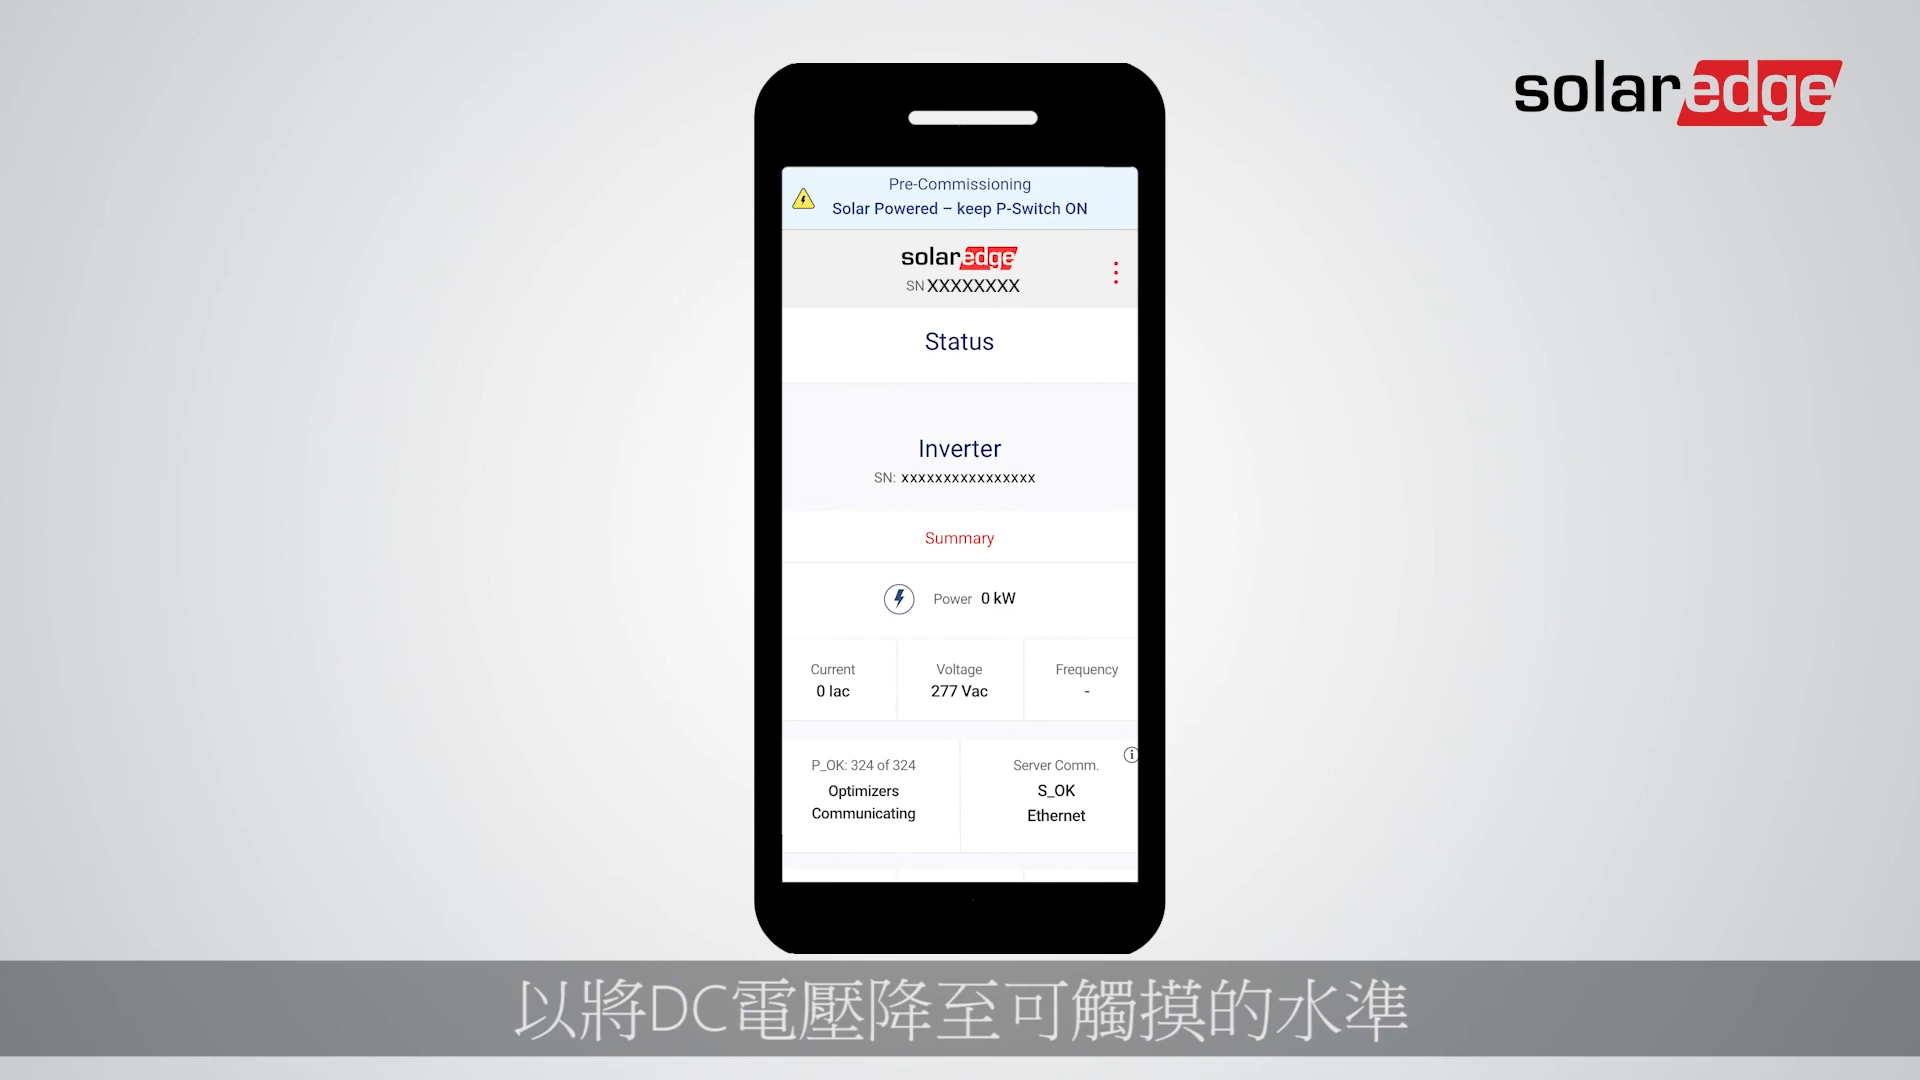 solaredge
Pre-Commissioning
Solar Powered – keep P-Switch ON
solaredge
SN XXXXXXXX
Status
Inverter
SN: xxxxxxxxxxxxxxxx
Summary
Power 0 kW
Current Voltage Frequency
0 Iac 277 Vac -
P_OK: 324 of 324
Optimizers
Communicating
Server Comm.
S_OK
Ethernet
以將DC電壓降至可觸摸的水準